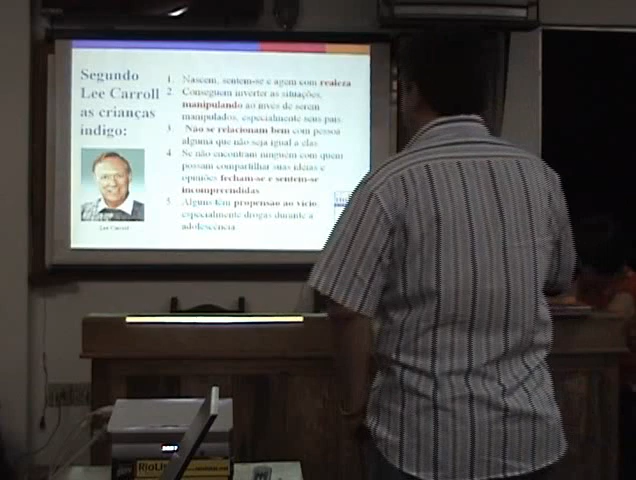 Segundo
Lee Carroll
as crianças
índigo:
Lee Carroll
1. Nascem, sentem-se e agem com realeza
2 Conseguem inverter as situações,
manipulando ao invés de serem
manipulados, especialmente seus pais
3 Não se relacionam bem com pessoa
alguma que não seja igual a elas
4 Se não encontram ninguém com quem
possam compartilhar suas idéias e
opiniões fecham-se e sentem-se
incompreendidas
5. Alguns têm propensão ao vício,
especialmente drogas durante a
adolescência